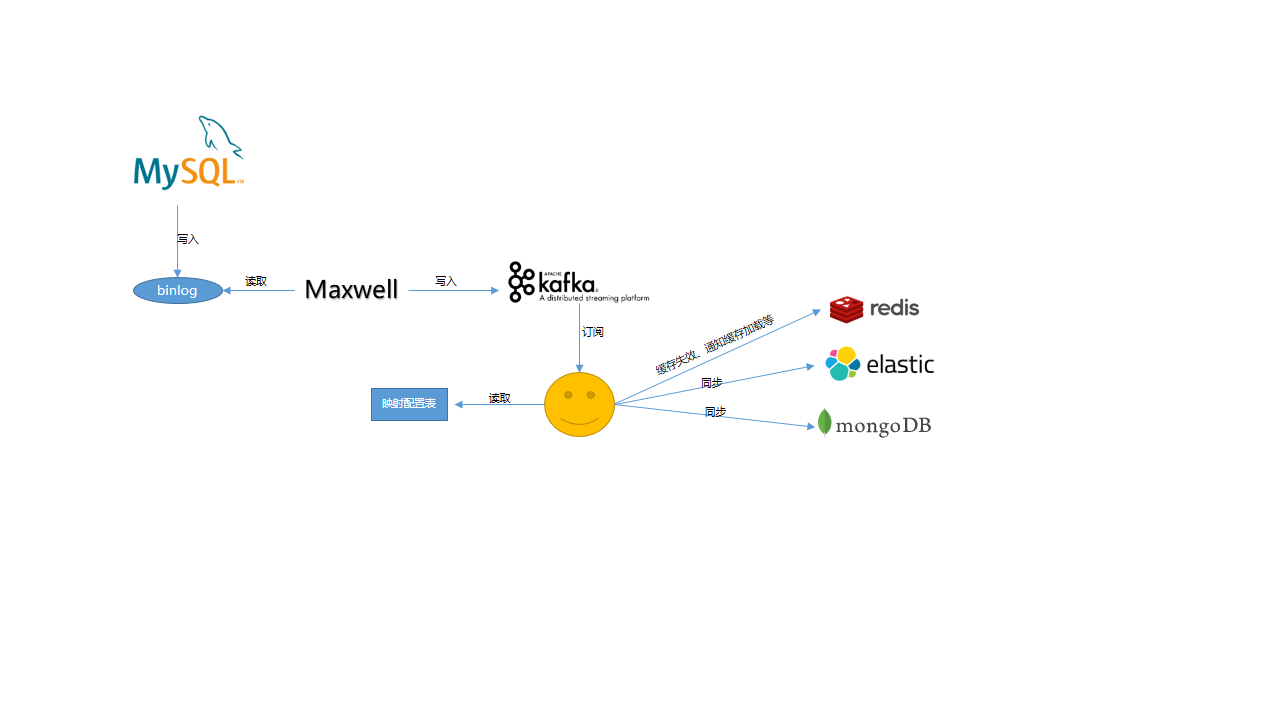 MySQL
写入
binlog
读取
Maxwell
写入
APACHE
kafka
A distributed streaming platform
订阅
缓存失效、通知缓存加载等
redis
同步
elastic
同步
mongoDB
读取
映射配置表